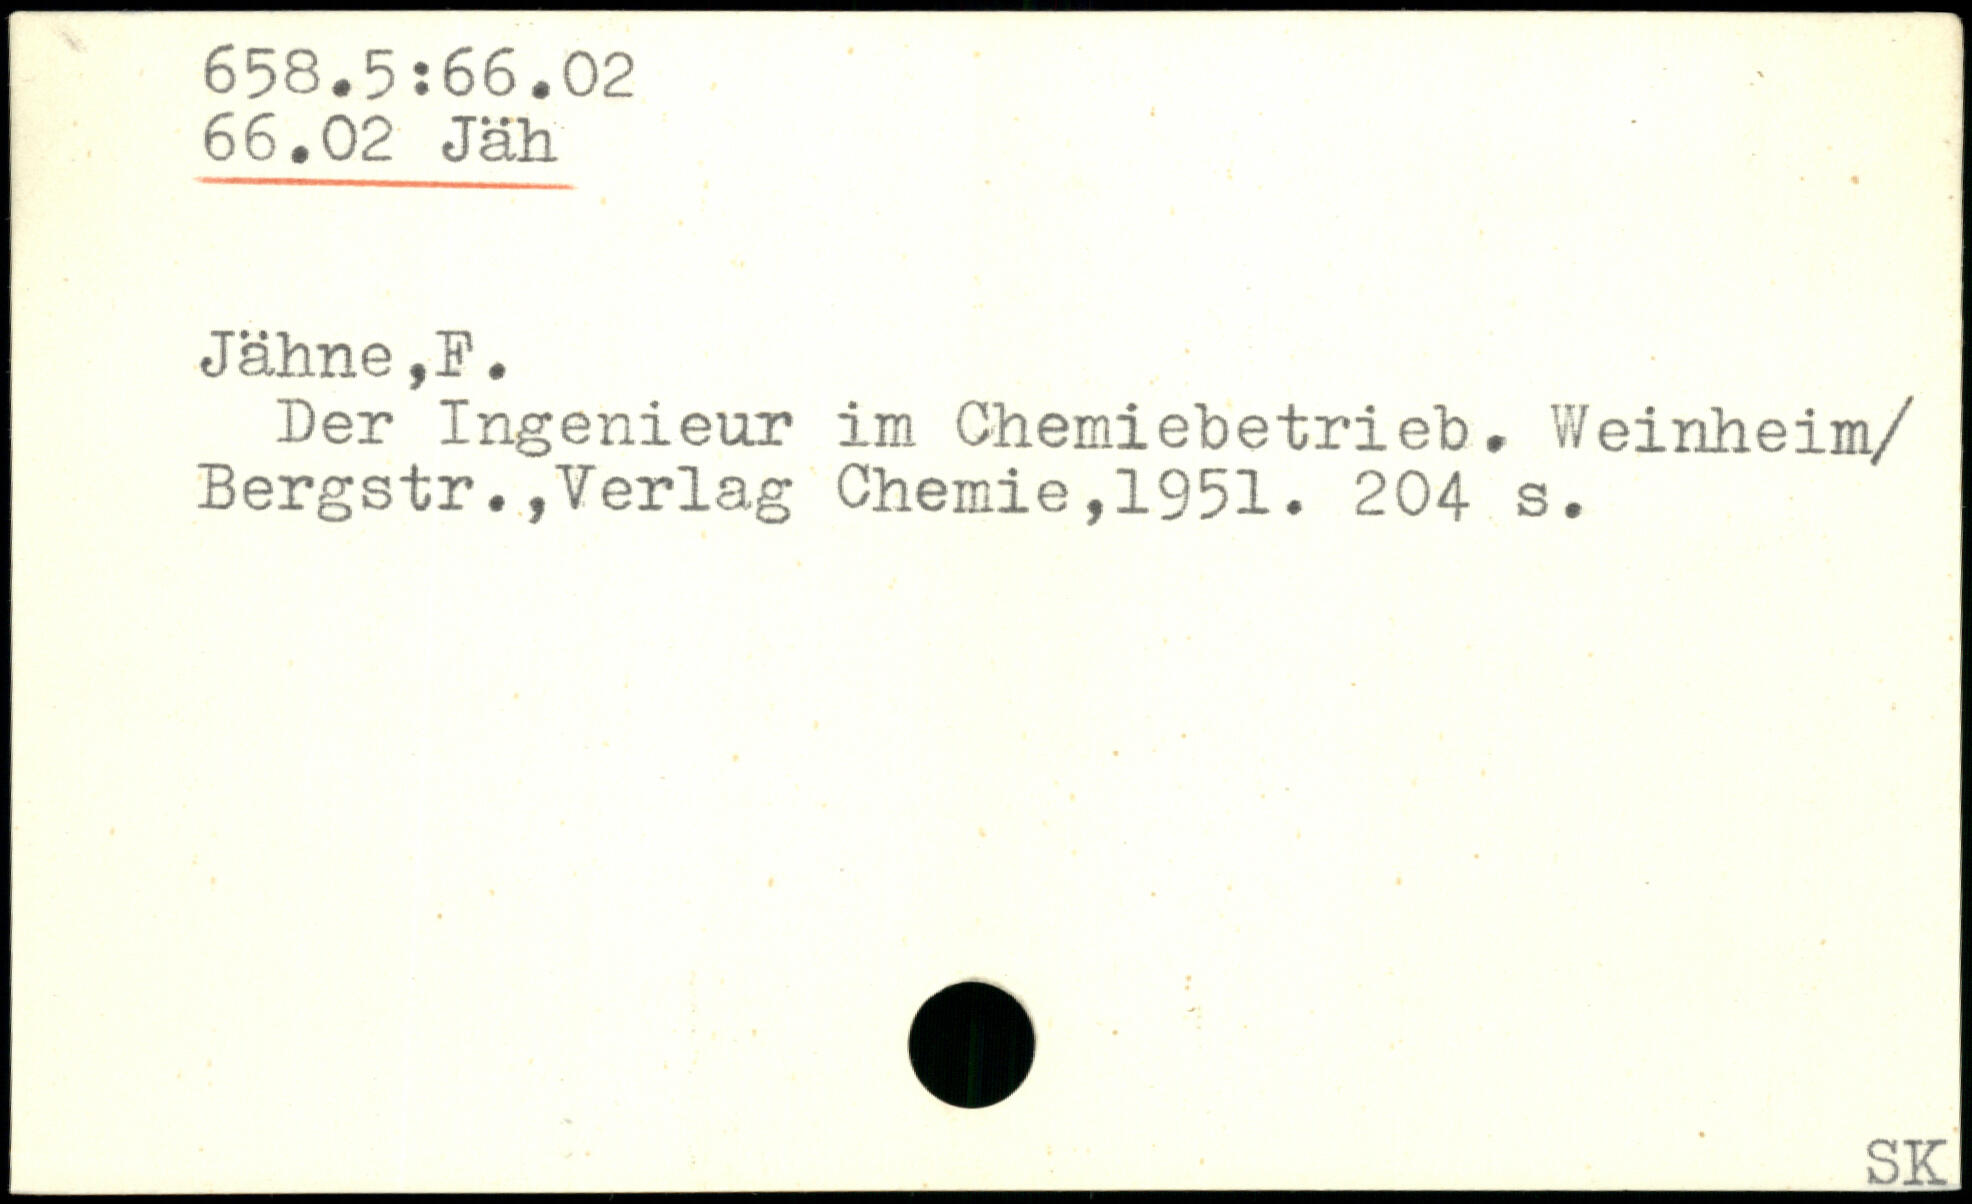 658.5:66.02
66.02 Jäh
Jähne,F.
Der Ingenieur im Chemiebetrieb. Weinheim/
Bergstr.,Verlag Chemie,1951. 204 s.
SK